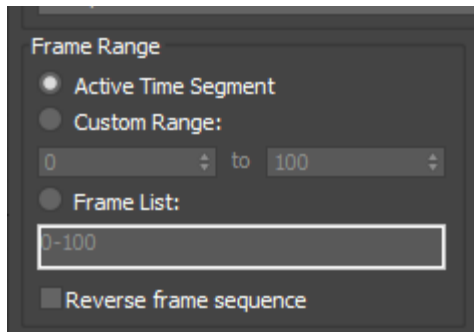 Frame Range
Active Time Segment
Custom Range:
0 to 100
Frame List:
0-100
Reverse frame sequence